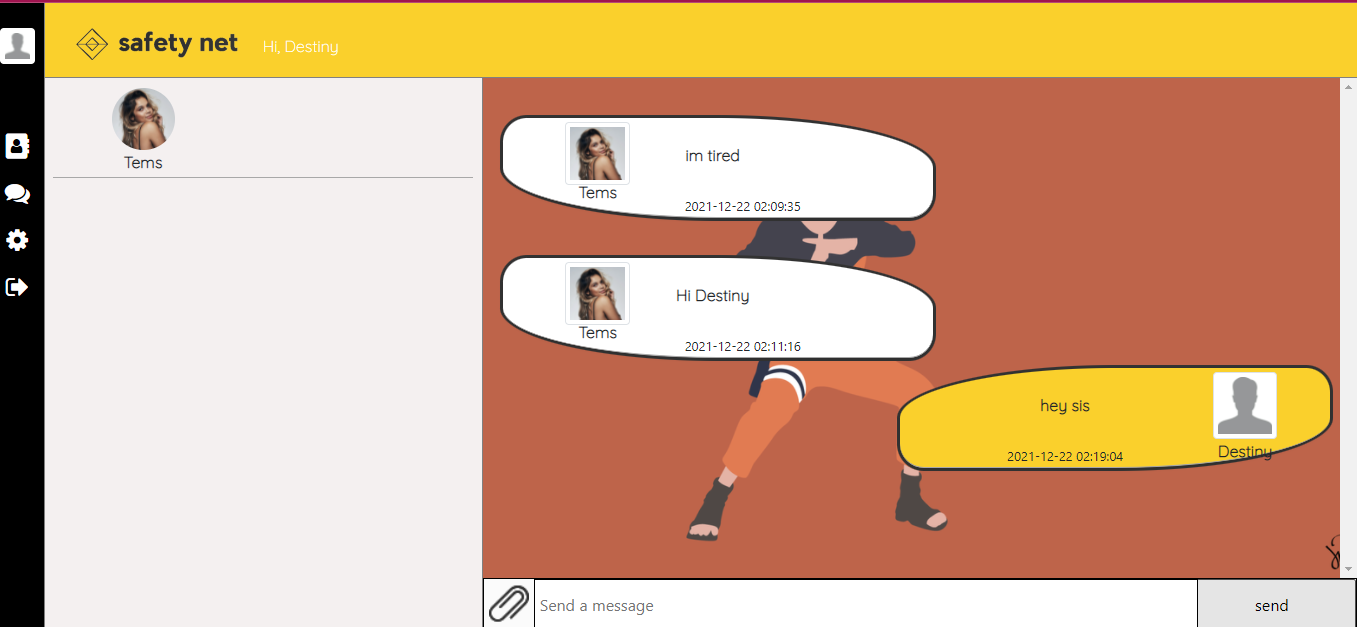 safety net
Hi, Destiny
Tems
im tired
Tems
2021-12-22 02:09:35
Hi Destiny
Tems
2021-12-22 02:11:16
hey sis
Destiny
2021-12-22 02:19:04
Send a message
send